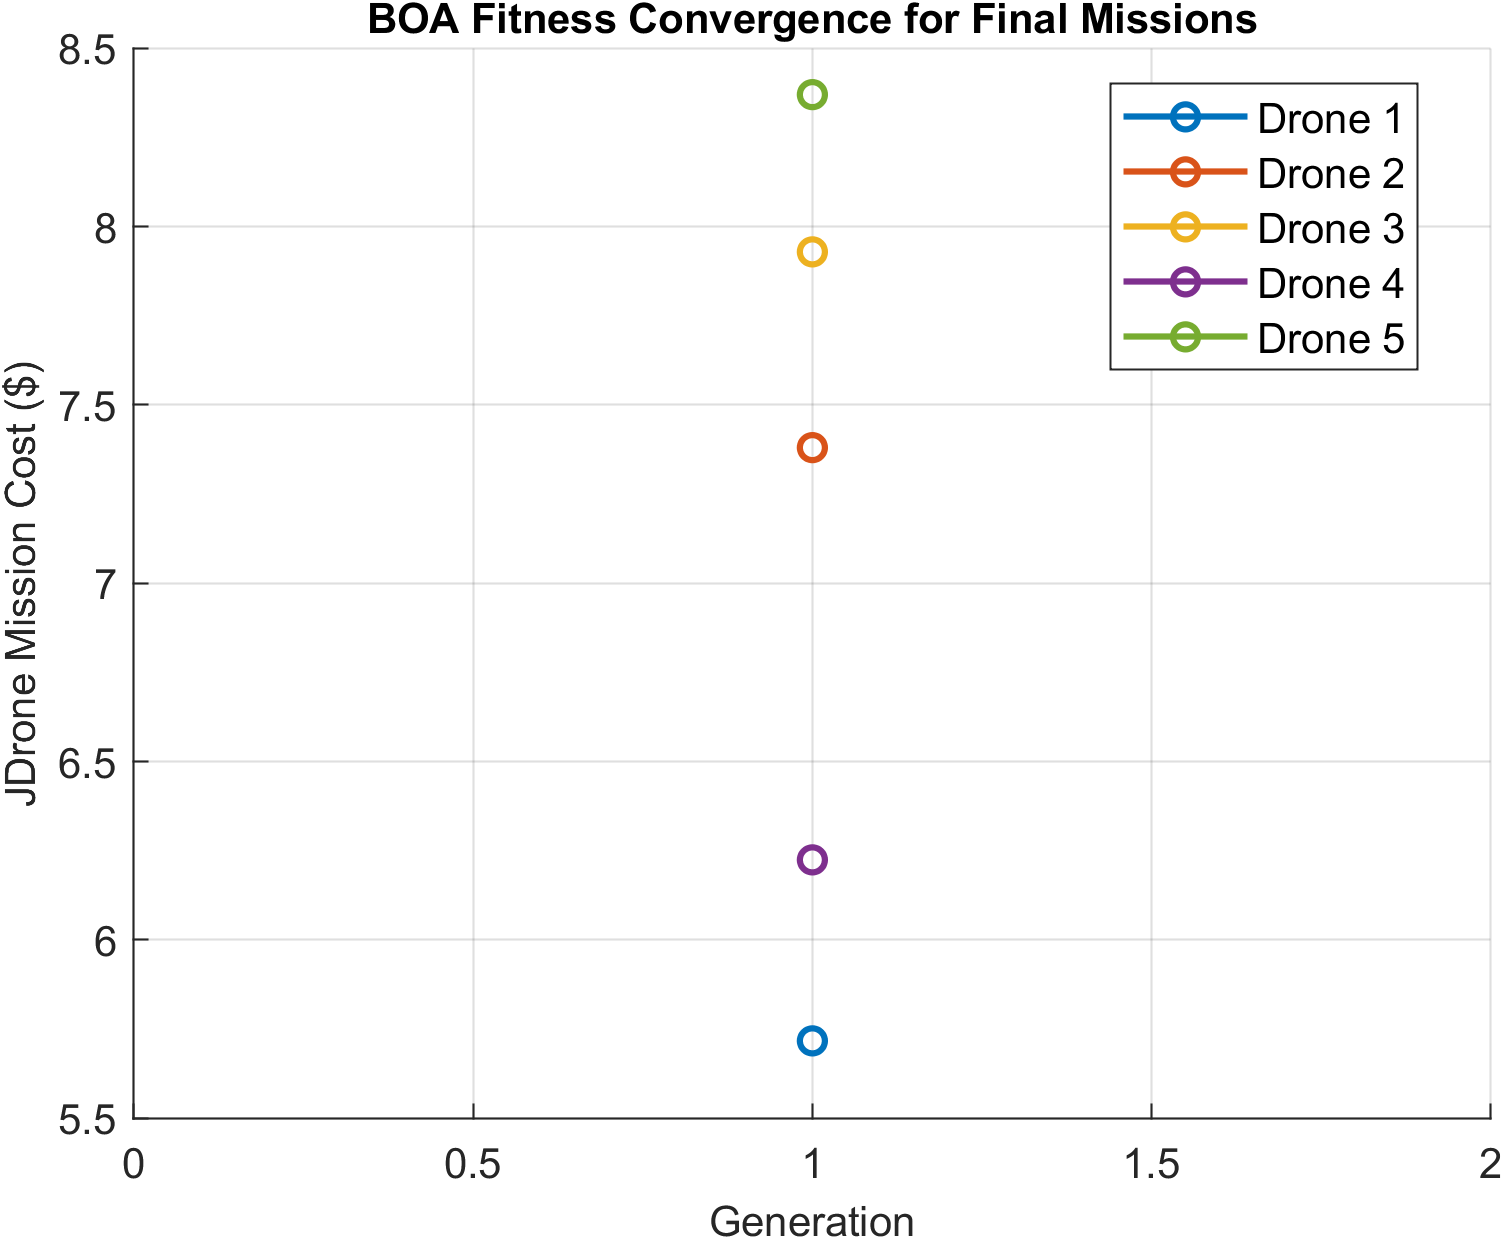 BOA Fitness Convergence for Final Missions
8.5
8
7.5
7
6.5
6
5.5
JDrone Mission Cost ($)
Drone 1
Drone 2
Drone 3
Drone 4
Drone 5
0
0.5
1
1.5
2
Generation